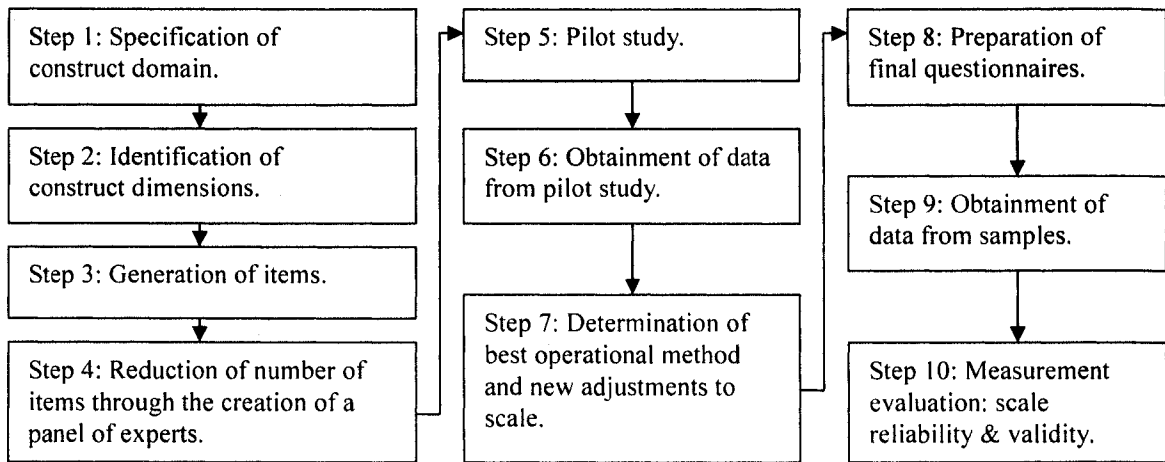 Step 1: Specification of
construct domain.
Step 2: Identification of
construct dimensions.
Step 3: Generation of items.
Step 4: Reduction of number of
items through the creation of a
panel of experts.
Step 5: Pilot study.
Step 6: Obtainment of data
from pilot study.
Step 7: Determination of
best operational method
and new adjustments to
scale.
Step 8: Preparation of
final questionnaires.
Step 9: Obtainment of
data from samples.
Step 10: Measurement
evaluation: scale
reliability & validity.